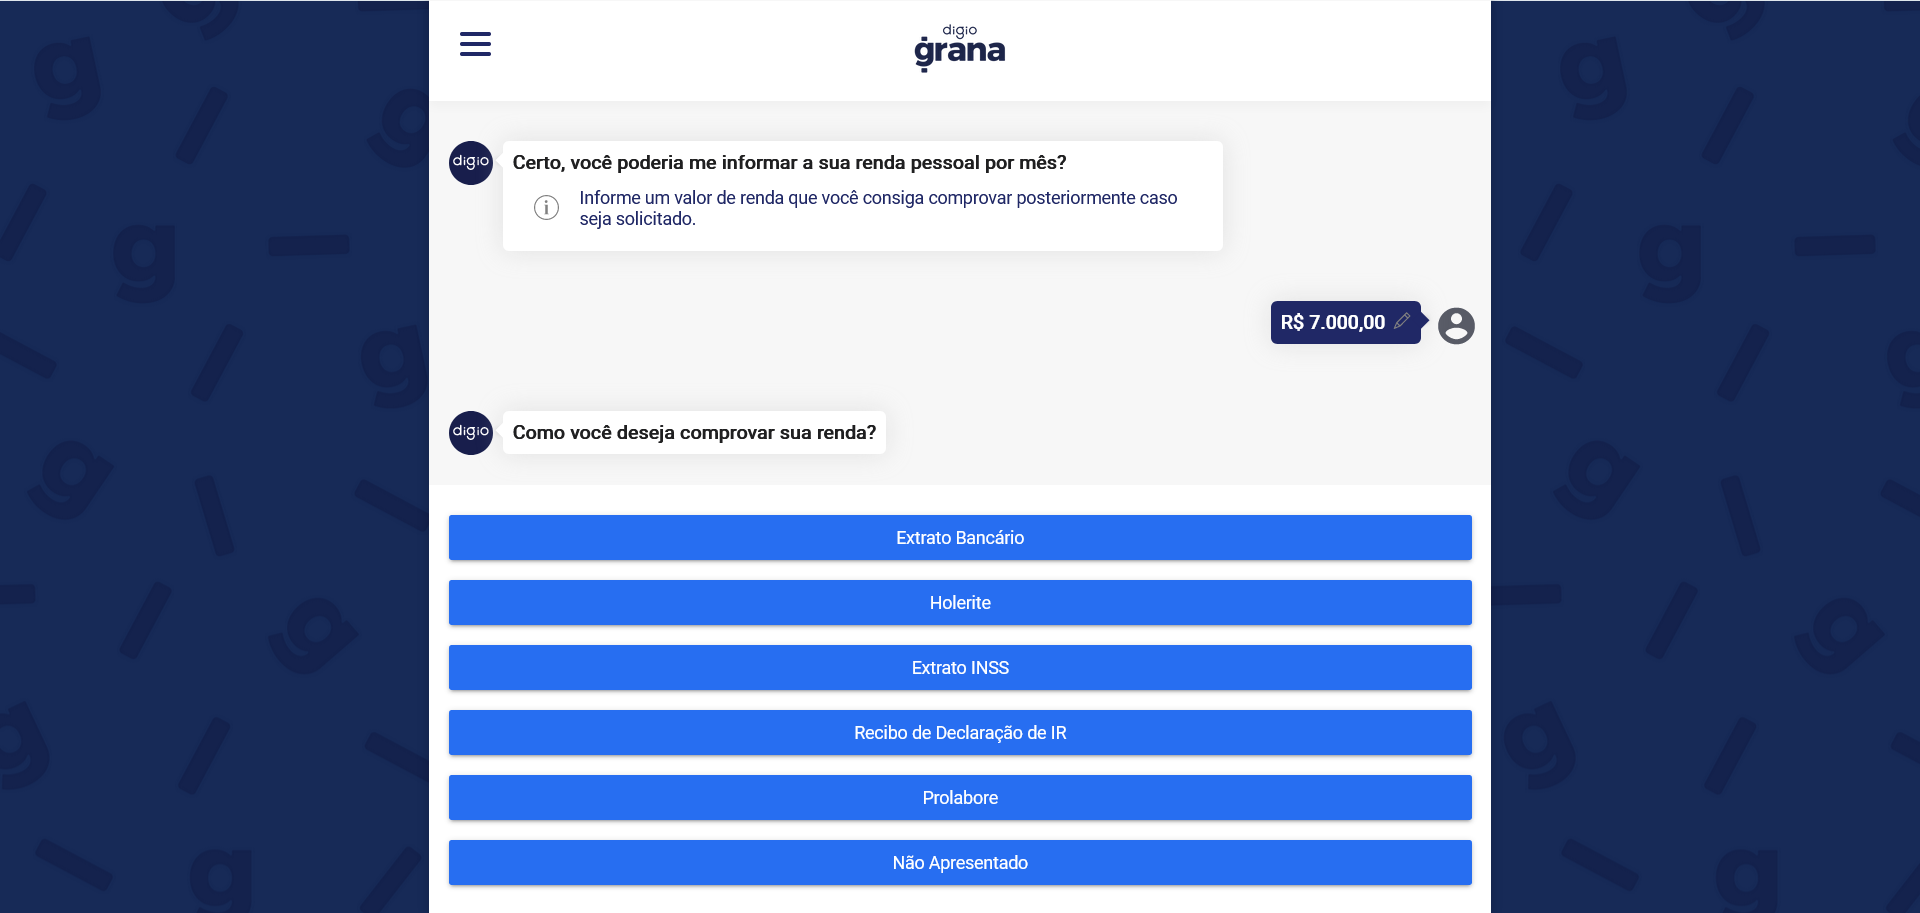 digio
grana
digio
Certo, você poderia me informar a sua renda pessoal por mês?
Informe um valor de renda que você consiga comprovar posteriormente caso
seja solicitado.
R$ 7.000,00
digio
Como você deseja comprovar sua renda?
Extrato Bancário
Holerite
Extrato INSS
Recibo de Declaração de IR
Prolabore
Não Apresentado